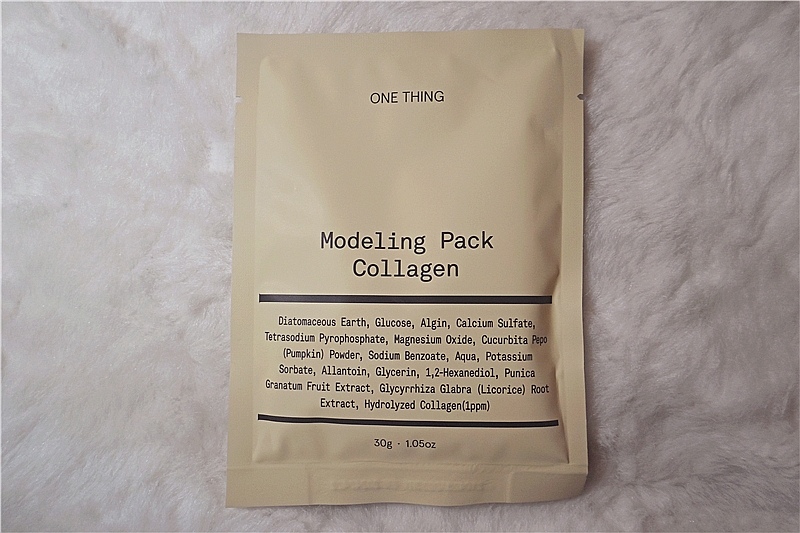 ONE THING
Modeling Pack
Collagen
Diatomaceous Earth, Glucose, Algin, Calcium Sulfate,
Tetrasodium Pyrophosphate, Magnesium Oxide, Cucurbita Pepo
(Pumpkin) Powder, Sodium Benzoate, Aqua, Potassium
Sorbate, Allantoin, Glycerin, 1,2-Hexanediol, Punica
Granatum Fruit Extract, Glycyrrhiza Glabra (Licorice) Root
Extract, Hydrolyzed Collagen(1ppm)
30g · 1.05oz